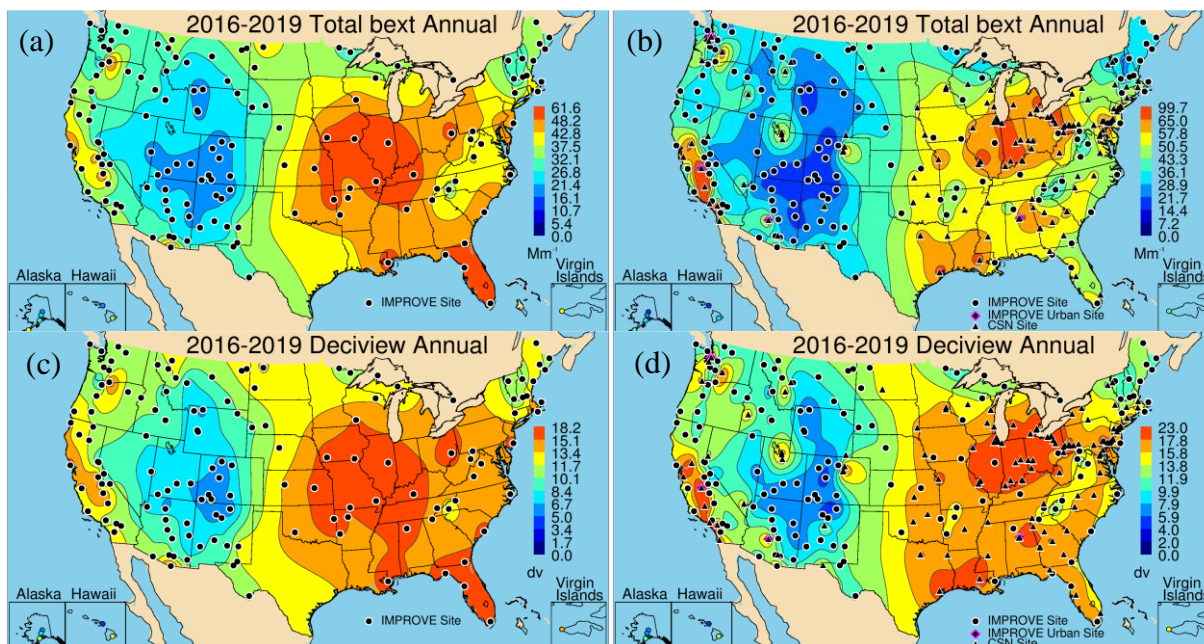 (a)
2016-2019 Total bext Annual
61.6
48.2
42.8
37.5
32.1
26.8
21.4
16.1
10.7
5.4
0.0
Mm⁻¹
Alaska
Hawaii
Virgin
Islands
IMPROVE Site
(b)
2016-2019 Total bext Annual
99.7
65.0
57.8
50.5
43.3
36.1
28.9
21.7
14.4
7.2
0.0
Mm⁻¹
Alaska
Hawaii
Virgin
Islands
IMPROVE Site
IMPROVE Urban Site
CSN Site
(c)
2016-2019 Deciview Annual
18.2
15.1
13.4
11.7
10.1
8.4
6.7
5.0
3.4
1.7
0.0
dv
Alaska
Hawaii
Virgin
Islands
IMPROVE Site
(d)
2016-2019 Deciview Annual
23.0
17.8
15.8
13.8
11.9
9.9
7.9
5.9
4.0
2.0
0.0
dv
Alaska
Hawaii
Virgin
Islands
IMPROVE Site
IMPROVE Urban Site
CSN Site